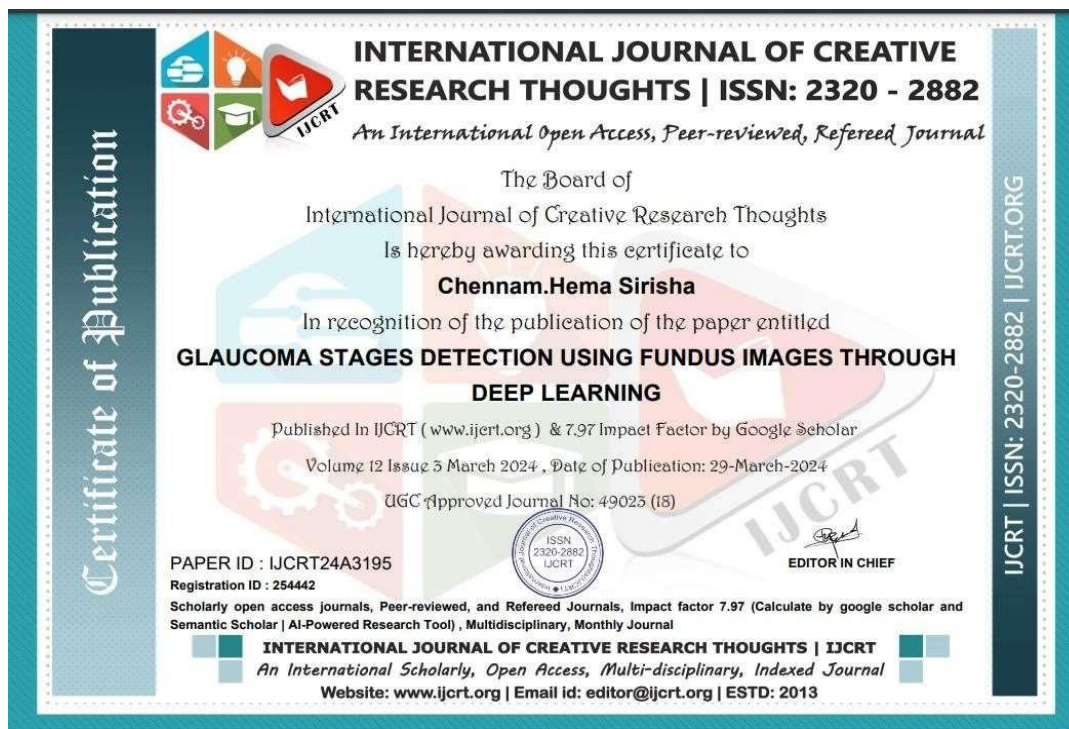 Certificate of Publication
IJCRT
INTERNATIONAL JOURNAL OF CREATIVE
RESEARCH THOUGHTS | ISSN: 2320 - 2882
An International Open Access, Peer-reviewed, Refereed Journal
The Board of
International Journal of Creative Research Thoughts
Is hereby awarding this certificate to
Chennam.Hema Sirisha
In recognition of the publication of the paper entitled
GLAUCOMA STAGES DETECTION USING FUNDUS IMAGES THROUGH
DEEP LEARNING
Published In IJCRT ( www.ijcrt.org ) & 7.97 Impact Factor by Google Scholar
Volume 12 Issue 3 March 2024 , Date of Publication: 29-March-2024
UGC Approved Journal No: 49023 (18)
IJCRT
ISSN
2320-2882
IJCRT
PAPER ID : IJCRT24A3195
Registration ID : 254442
EDITOR IN CHIEF
Scholarly open access journals, Peer-reviewed, and Refereed Journals, Impact factor 7.97 (Calculate by google scholar and
Semantic Scholar | AI-Powered Research Tool) , Multidisciplinary, Monthly Journal
INTERNATIONAL JOURNAL OF CREATIVE RESEARCH THOUGHTS | IJCRT
An International Scholarly, Open Access, Multi-disciplinary, Indexed Journal
Website: www.ijcrt.org | Email id: editor@ijcrt.org | ESTD: 2013
IJCRT | ISSN: 2320-2882 | IJCRT.ORG